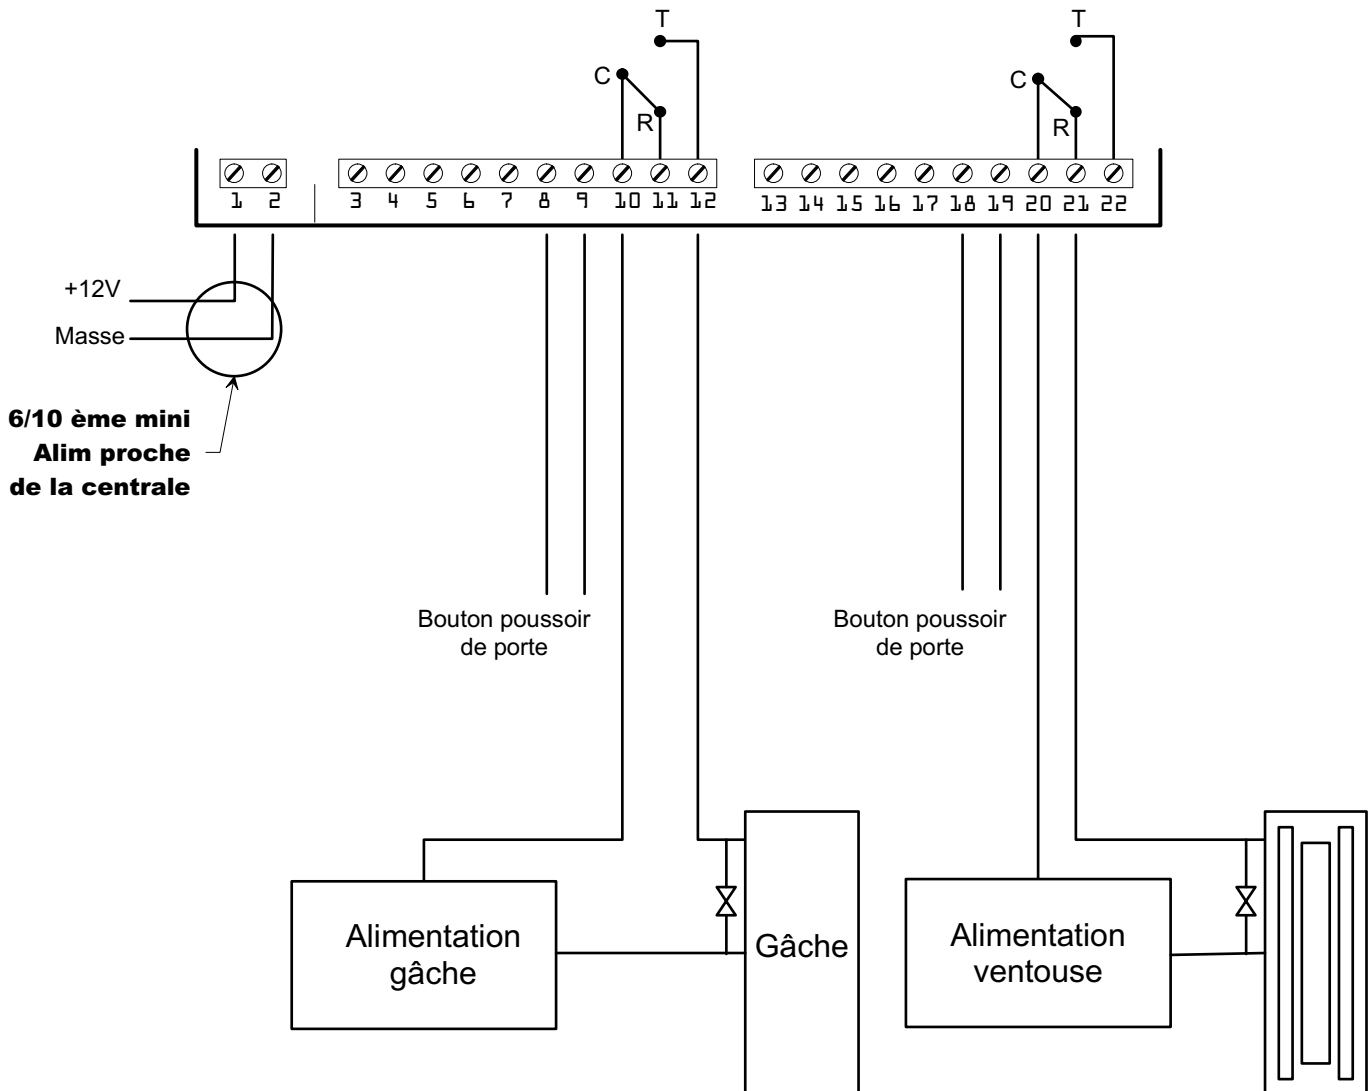 T
T
C
C
R
R
1 2 3 4 5 6 7 8 9 10 11 12 13 14 15 16 17 18 19 20 21 22
+12V
Masse
6/10 ème mini
Alim proche
de la centrale
Bouton poussoir
de porte
Bouton poussoir
de porte
Alimentation
gâche
Gâche
Alimentation
ventouse